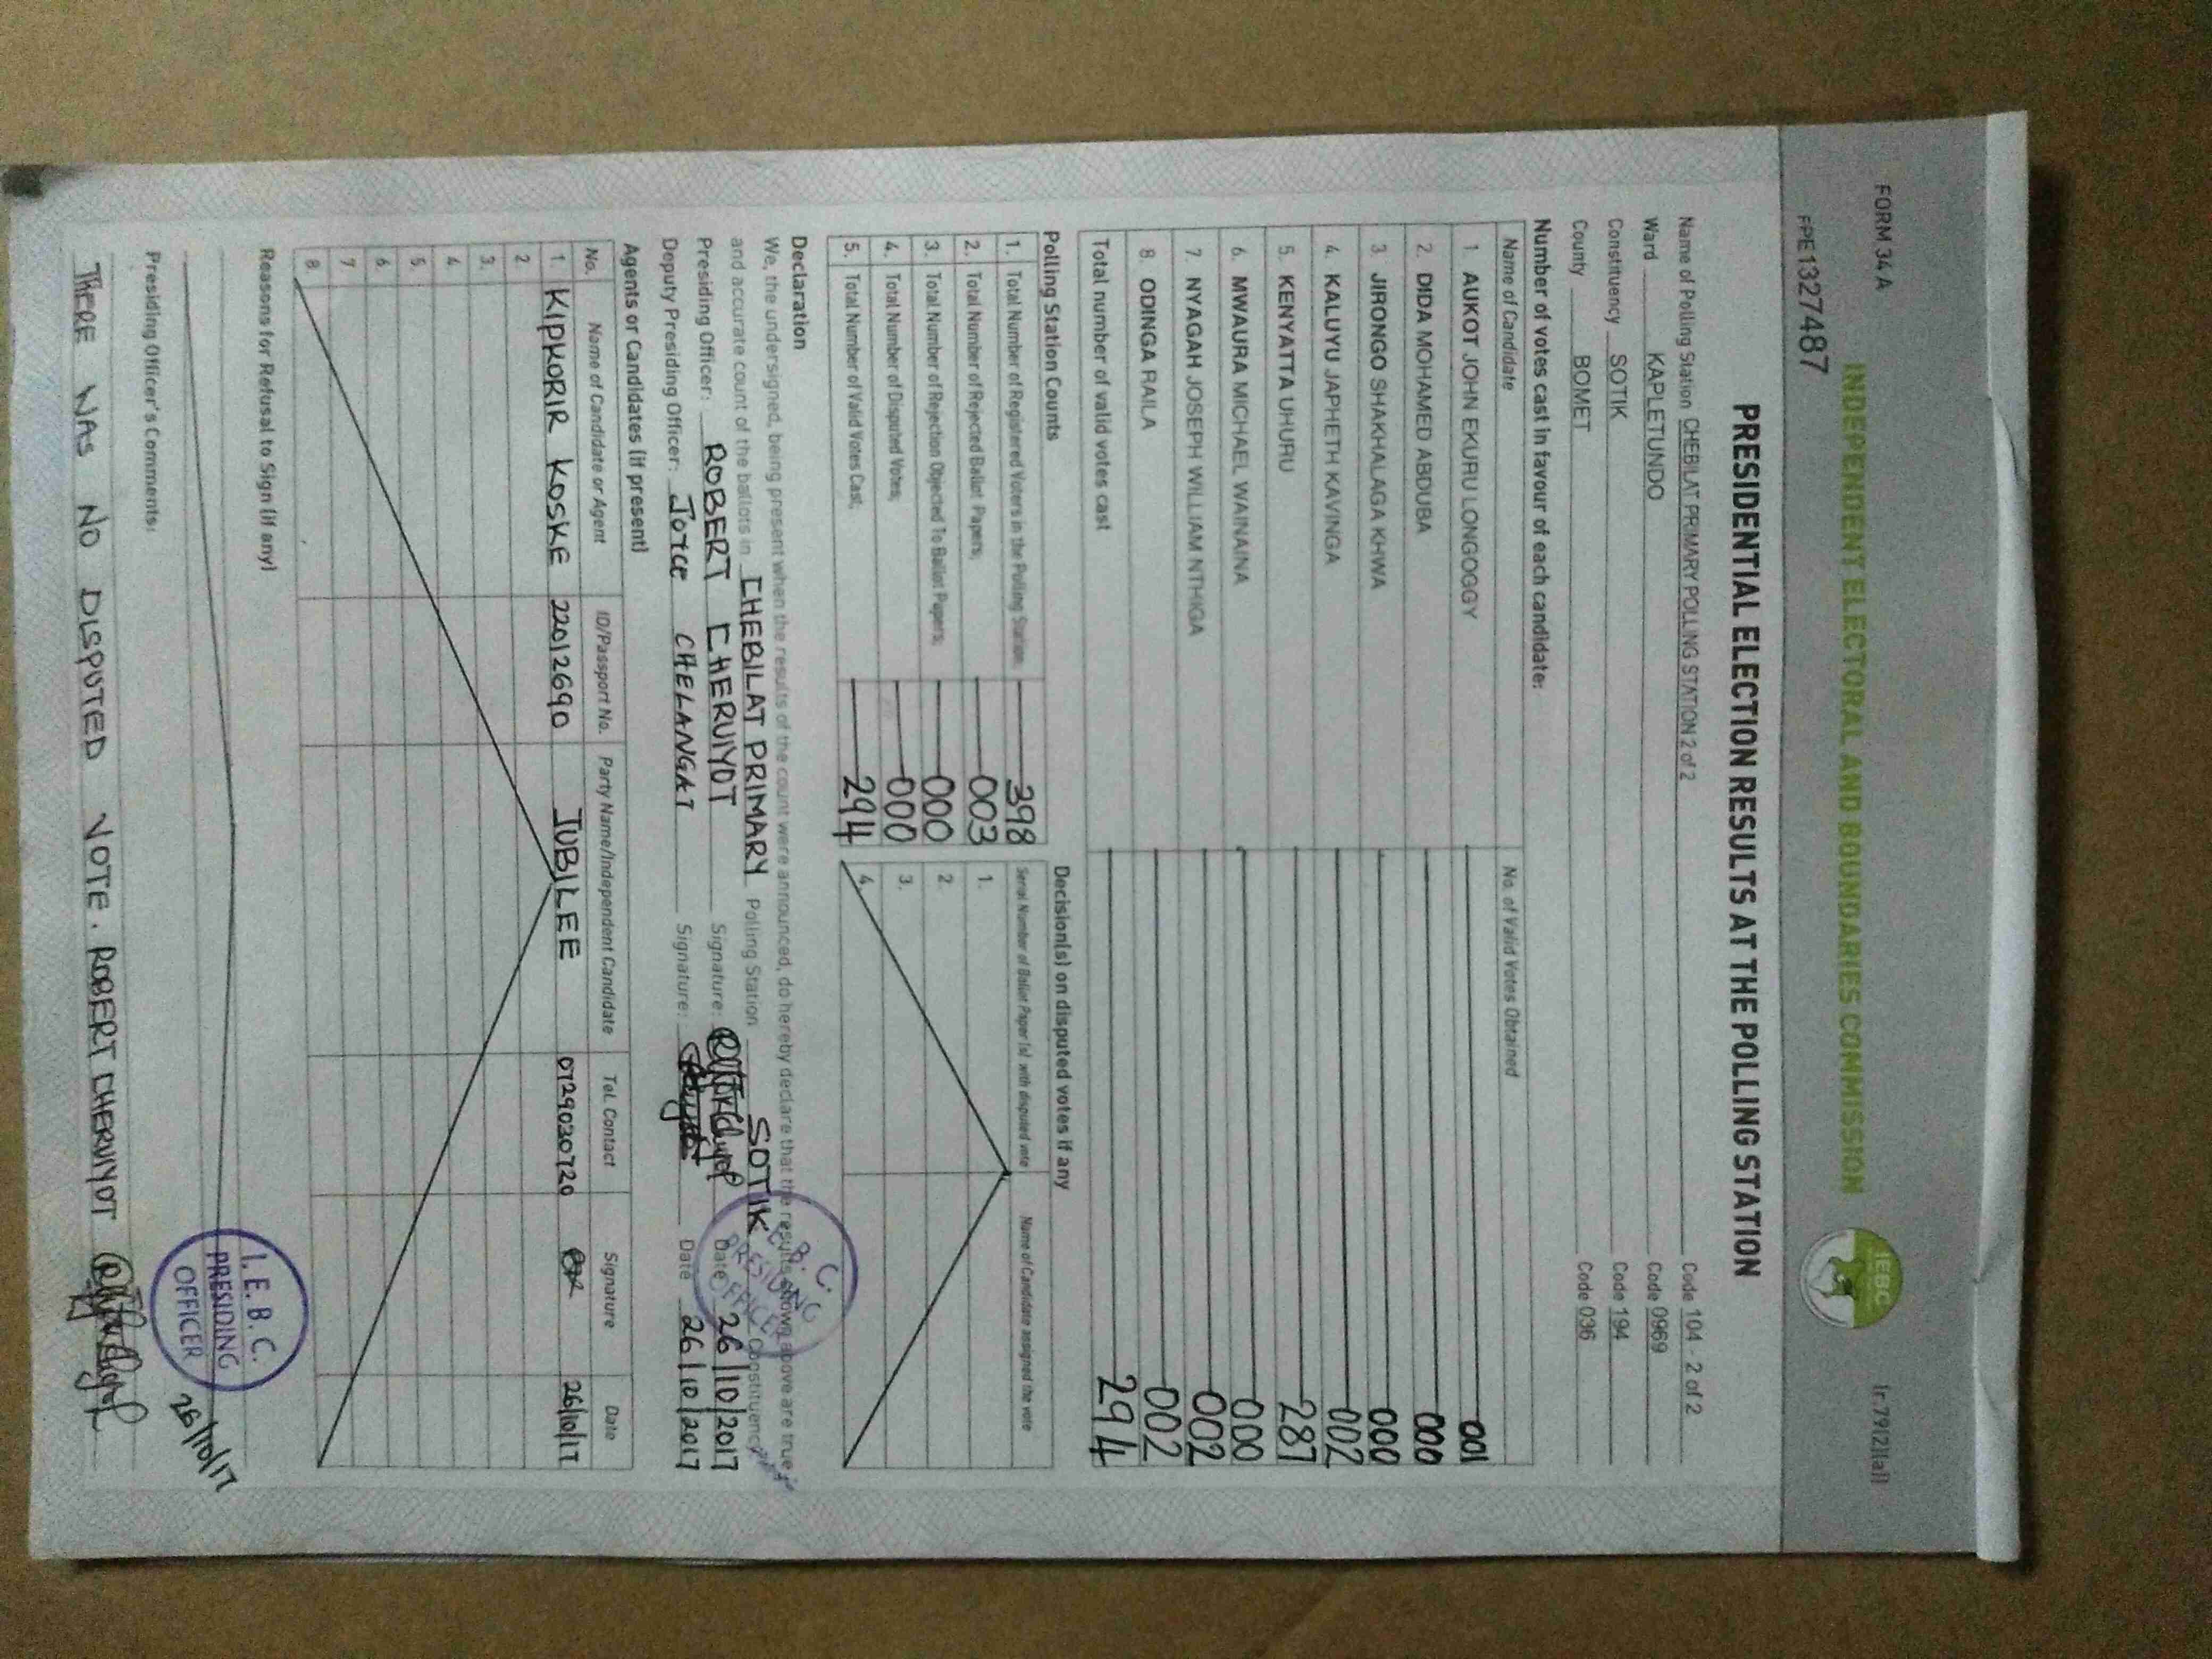 FORM 34 A
INDEPENDENT ELECTORAL AND BOUNDARIES COMMISSION
IEBC
(r.79(2)(a))
FPE1327487
PRESIDENTIAL ELECTION RESULTS AT THE POLLING STATION
Name of Polling Station CHEBILAT PRIMARY POLLING STATION 2 of 2 Code 104 - 2 of 2
Ward KAPLETUNDO Code 0969
Constituency SOTIK Code 194
County BOMET Code 036
Number of votes cast in favour of each candidate:
Name of Candidate No. of Valid Votes Obtained
1 AUKOT JOHN EKURU LONGOGGY 001
2. DIDA MOHAMED ABDUBA 000
3 JIRONGO SHAKHALAGA KHWA 000
4. KALUYU JAPHETH KAVINGA 002
5. KENYATTA UHURU 287
6. MWAURA MICHAEL WAINAINA 000
7 NYAGAH JOSEPH WILLIAM NTHIGA 002
8. ODINGA RAILA 002
Total number of valid votes cast 294
Polling Station Counts
1. Total Number of Registered Voters in the Polling Station; 398
2. Total Number of Rejected Ballot Papers; 003
3. Total Number of Rejection Objected To Ballot Papers; 000
4. Total Number of Disputed Votes; 000
5. Total Number of Valid Votes Cast; 294
Decision(s) on disputed votes if any
Serial Number of Ballot Paper (s) with disputed vote Name of Candidate assigned the vote
1.
2.
3.
4.
Declaration
We, the undersigned, being present when the results of the count were announced, do hereby declare that the results shown above are true
and accurate count of the ballots in CHEBILAT PRIMARY Polling Station SOTIK Constituency
Presiding Officer: ROBERT CHERUIYOT Signature: Date 26/10/2017
Deputy Presiding Officer: JOYCE CHELANGAT Signature: Date 26/10/2017
Agents or Candidates (if present)
No. Name of Candidate or Agent ID/Passport No. Party Name/Independent Candidate Tel. Contact Signature Date
1. KIPKORIR KOSKE 22012690 JUBILEE 0729030720 26/10/17
2
3.
4
5.
6.
7
8.
Reasons for Refusal to Sign (if any)
I.E.B.C.
PRESIDING
OFFICER
26/10/17
Presiding Officer's Comments:
THERE WAS NO DISPUTED VOTE. ROBERT CHERUIYOT